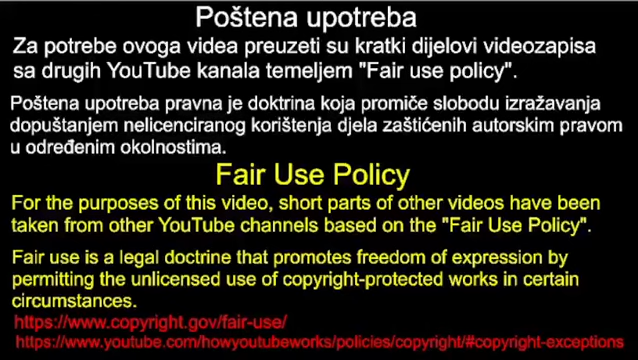 Poštena upotreba
Za potrebe ovoga videa preuzeti su kratki dijelovi videozapisa
sa drugih YouTube kanala temeljem "Fair use policy".
Poštena upotreba pravna je doktrina koja promiče slobodu izražavanja
dopuštanjem nelicenciranog korištenja djela zaštićenih autorskim pravom
u određenim okolnostima.
Fair Use Policy
For the purposes of this video, short parts of other videos have been
taken from other YouTube channels based on the "Fair Use Policy".
Fair use is a legal doctrine that promotes freedom of expression by
permitting the unlicensed use of copyright-protected works in certain
circumstances.
https://www.copyright.gov/fair-use/
https://www.youtube.com/howyoutubeworks/policies/copyright/#copyright-exceptions